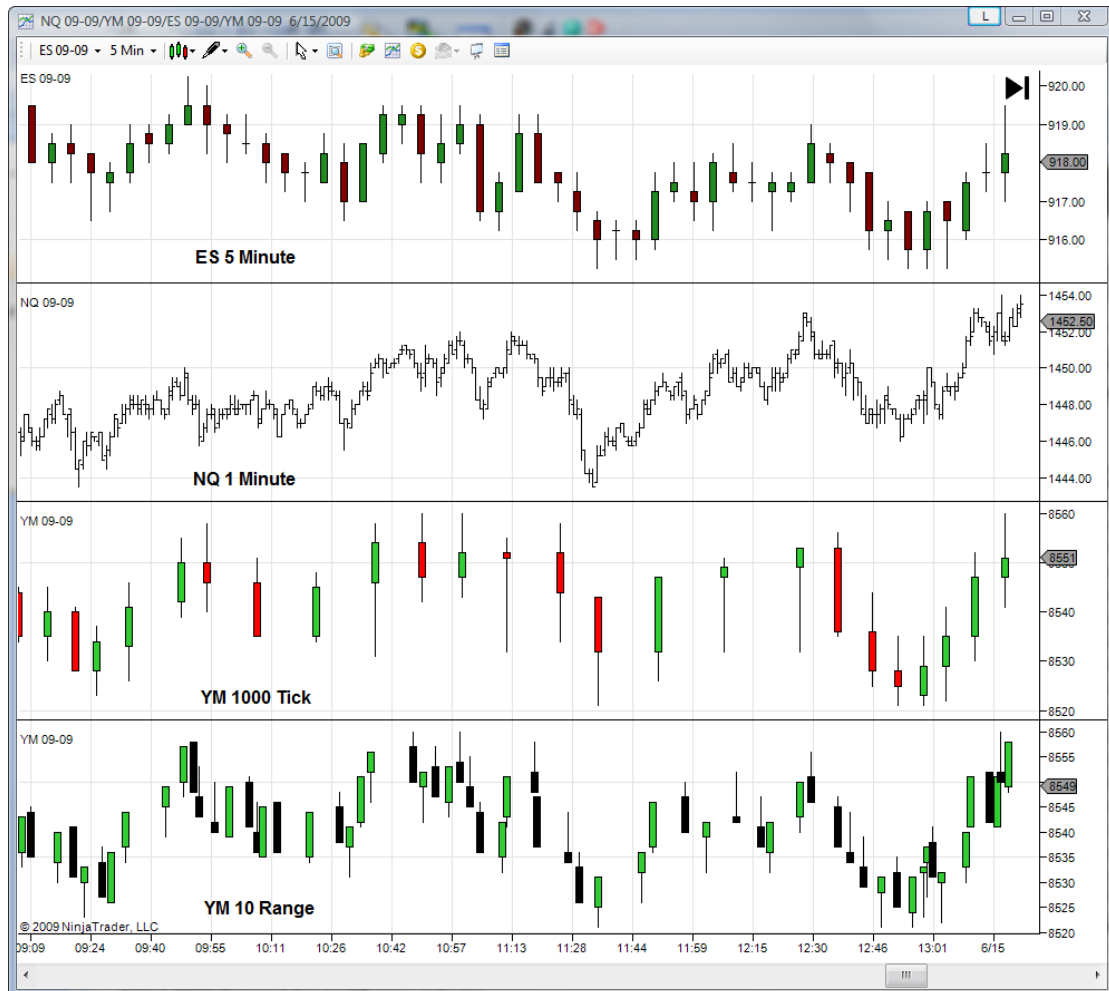 NQ 09-09/YM 09-09/ES 09-09/YM 09-09 6/15/2009
L
ES 09-09 5 Min
ES 09-09
920.00
919.00
918.00
917.00
916.00
ES 5 Minute
NQ 09-09
1454.00
1452.50
1452.00
1450.00
1448.00
1446.00
1444.00
NQ 1 Minute
YM 09-09
8560
8551
8540
8530
8520
YM 1000 Tick
YM 09-09
8560
8555
8549
8545
8540
8535
8530
8525
8520
YM 10 Range
© 2009 NinjaTrader, LLC
09:09 09:24 09:40 09:55 10:11 10:26 10:42 10:57 11:13 11:28 11:44 11:59 12:15 12:30 12:46 13:01 6/15